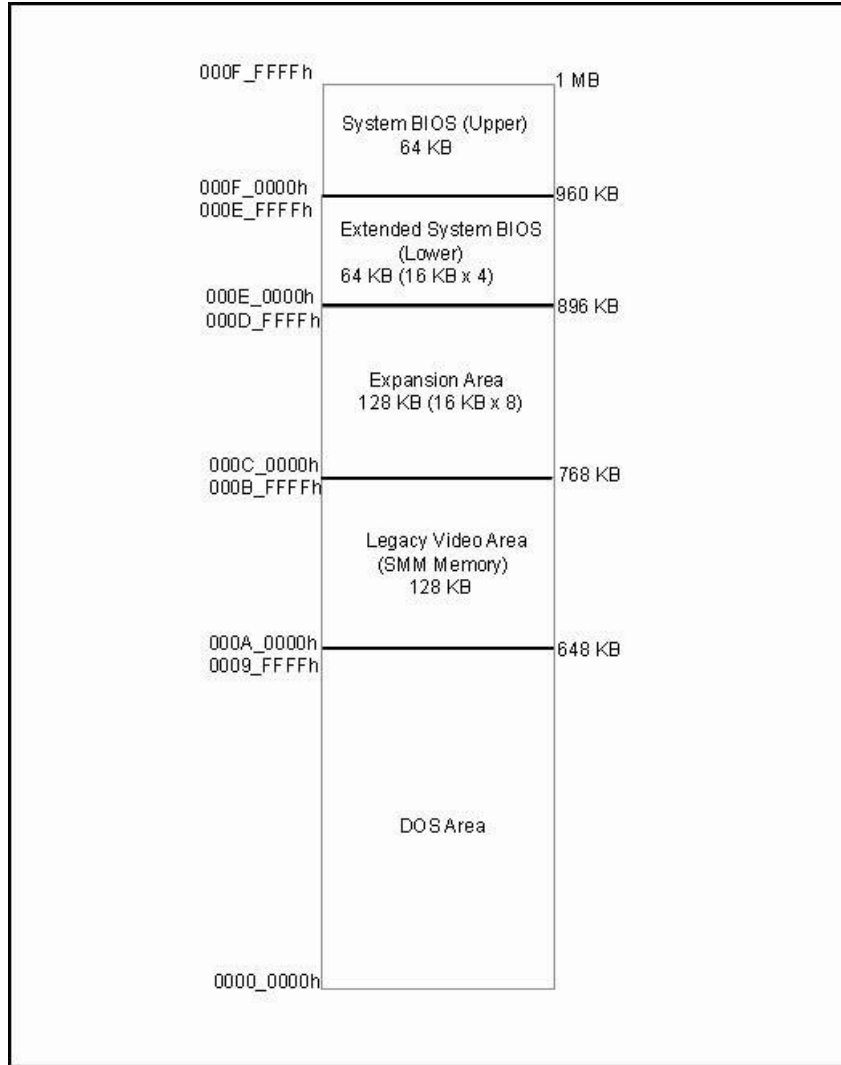 000F_FFFFh
1 MB
System BIOS (Upper)
64 KB
000F_0000h
960 KB
000E_FFFFh
Extended System BIOS
(Lower)
64 KB (16 KB x 4)
000E_0000h
896 KB
000D_FFFFh
Expansion Area
128 KB (16 KB x 8)
000C_0000h
768 KB
000B_FFFFh
Legacy Video Area
(SMM Memory)
128 KB
000A_0000h
648 KB
0009_FFFFh
DOS Area
0000_0000h